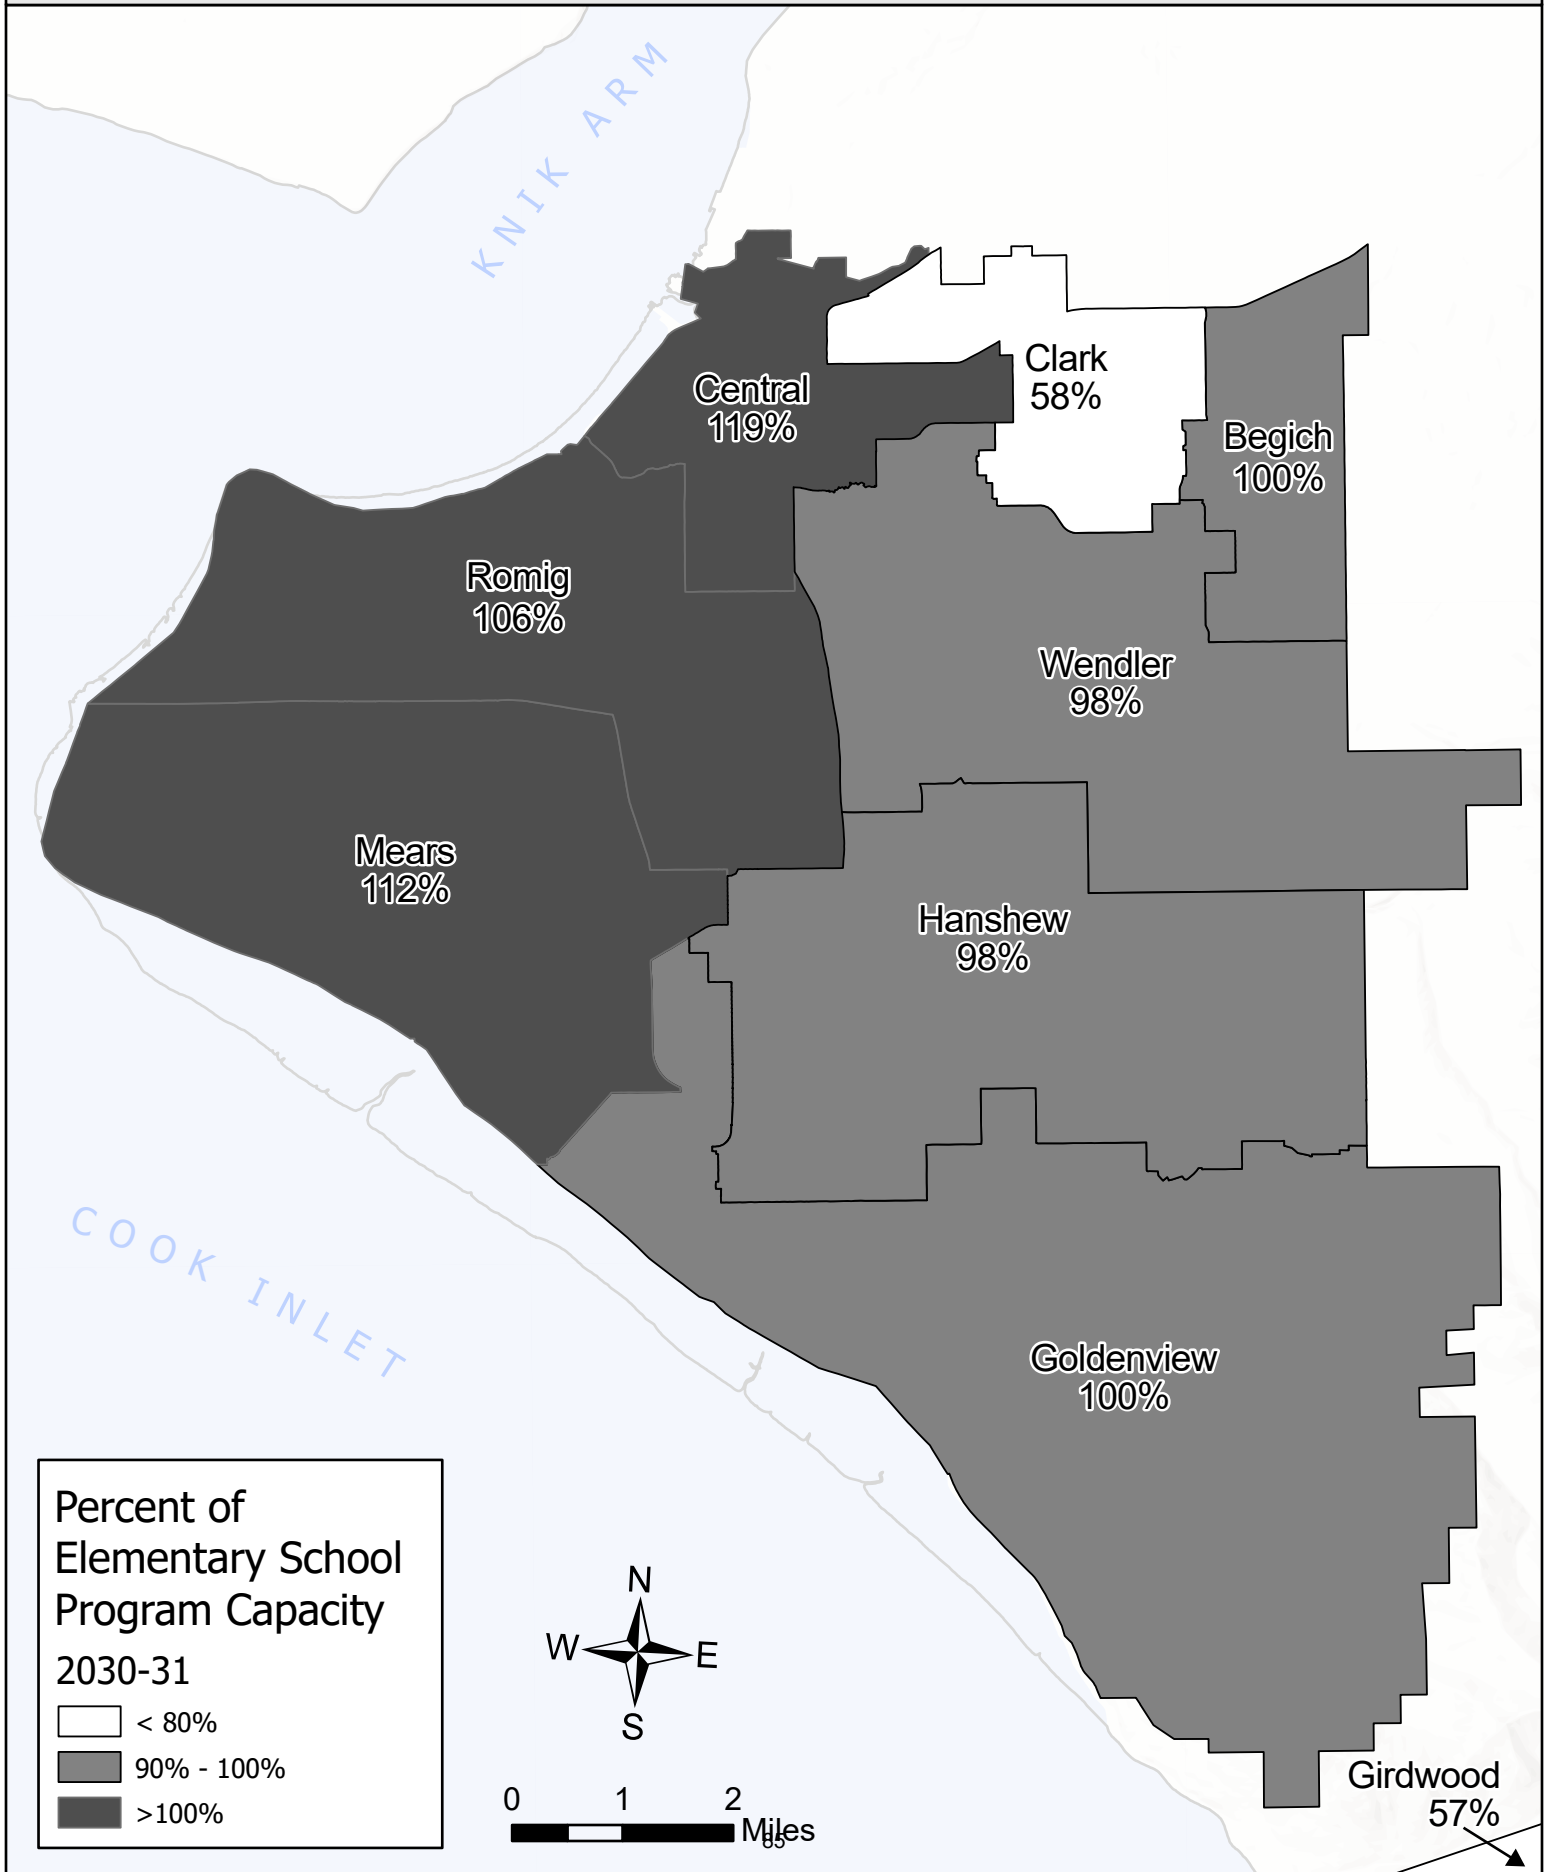 KNIK ARM
Clark
58%
Central
119%
Begich
100%
Romig
106%
Wendler
98%
Mears
112%
Hanshew
98%
COOK INLET
Goldenview
100%
Percent of
Elementary School
Program Capacity
2030-31
< 80%
90% - 100%
>100%
N
W E
S
0 1 2
Miles
85
Girdwood
57%